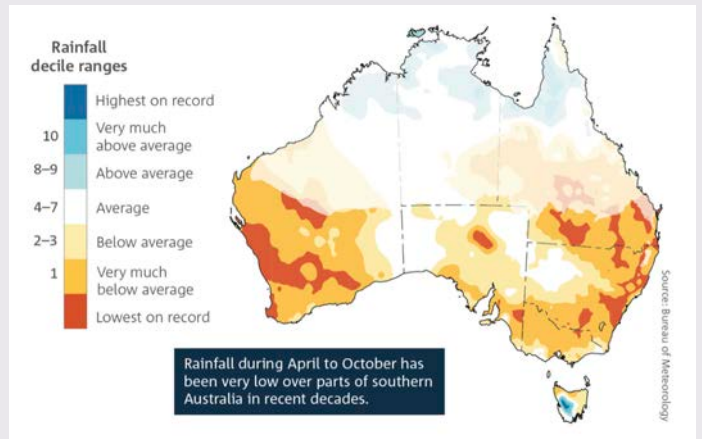 Rainfall
decile ranges
Highest on record
10
Very much
above average
8–9
Above average
4–7
Average
2–3
Below average
1
Very much
below average
Lowest on record
Rainfall during April to October has
been very low over parts of southern
Australia in recent decades.
Source: Bureau of Meteorology